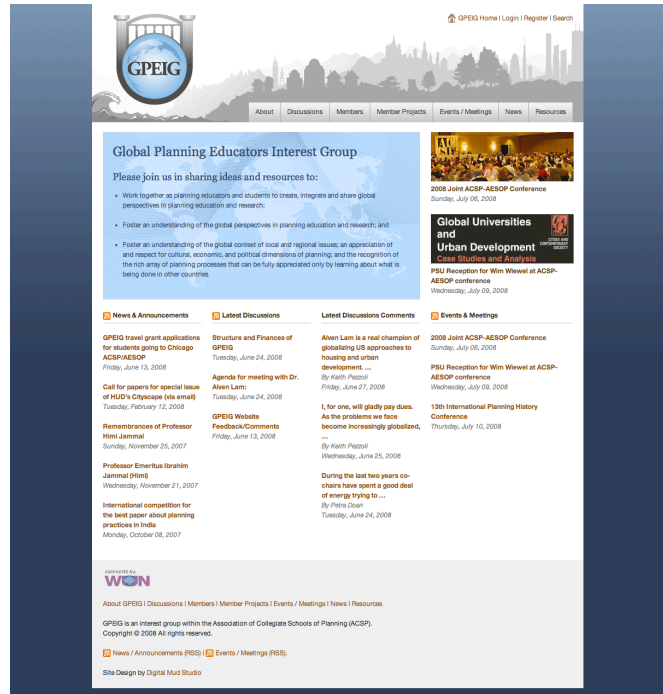 GPEIG Home | Login | Register | Search
GPEIG
About Discussions Members Member Projects Events / Meetings News Resources
Global Planning Educators Interest Group
Please join us in sharing ideas and resources to:
• Work together as planning educators and students to create, integrate and share global
perspectives in planning education and research;
• Foster an understanding of the global perspectives in planning education and research; and
• Foster an understanding of the global context of local and regional issues; an appreciation of
and respect for cultural, economic, and political dimensions of planning; and the recognition of
the rich array of planning processes that can be fully appreciated only by learning about what is
being done in other countries
ACSP
2008 Joint ACSP-AESOP Conference
Sunday, July 06, 2008
Global Universities
and
Urban Development
Case Studies and Analysis
CITIES AND
CONTEMPORARY
SOCIETY
PSU Reception for Wim Wiewel at ACSP-
AESOP conference
Wednesday, July 09, 2008
News & Announcements
GPEIG travel grant applications
for students going to Chicago
ACSP/AESOP
Friday, June 13, 2008
Call for papers for special issue
of HUD's Cityscape (via email)
Tuesday, February 12, 2008
Remembrances of Professor
Himi Jammal
Sunday, November 25, 2007
Professor Emeritus Ibrahim
Jammal (Himi)
Wednesday, November 21, 2007
International competition for
the best paper about planning
practices in India
Monday, October 08, 2007
Latest Discussions
Structure and Finances of
GPEIG
Tuesday, June 24, 2008
Agenda for meeting with Dr.
Alven Lam:
Tuesday, June 24, 2008
GPEIG Website
Feedback/Comments
Friday, June 13, 2008
Latest Discussions Comments
Alven Lam is a real champion of
globalizing US approaches to
housing and urban
development. ...
By Keith Pezzoli
Friday, June 27, 2008
I, for one, will gladly pay dues.
As the problems we face
become increasingly globalized,
...
By Keith Pezzoli
Wednesday, June 25, 2008
During the last two years co-
chairs have spent a good deal
of energy trying to ...
By Petra Doan
Tuesday, June 24, 2008
Events & Meetings
2008 Joint ACSP-AESOP Conference
Sunday, July 06, 2008
PSU Reception for Wim Wiewel at ACSP-
AESOP conference
Wednesday, July 09, 2008
13th International Planning History
Conference
Thursday, July 10, 2008
SUPPORTED BY:
WUN
About GPEIG | Discussions | Members | Member Projects | Events / Meetings | News | Resources
GPEIG is an interest group within the Association of Collegiate Schools of Planning (ACSP).
Copyright © 2008 All rights reserved.
News / Announcements (RSS) | Events / Meetings (RSS).
Site Design by Digital Mud Studio